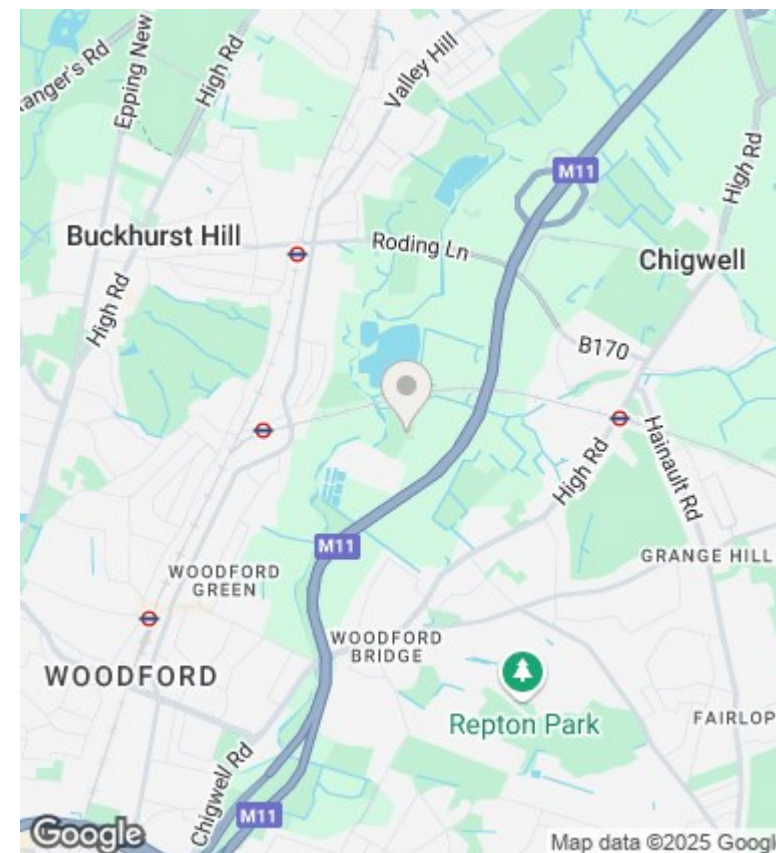 anger's Rd
Epping New
High Rd
Valley Hill
M11
High Rd
Buckhurst Hill
Roding Ln
Chigwell
High Rd
B170
Hainault Rd
High Rd
M11
GRANGE HILL
WOODFORD
GREEN
WOODFORD
BRIDGE
WOODFORD
Repton Park
FAIRLOP
Chigwell Rd
M11
Google
Map data ©2025 Googl